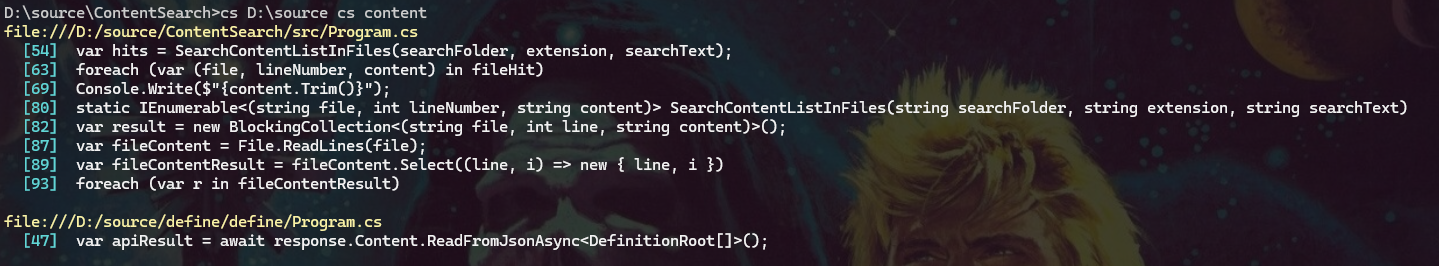 D:\source\ContentSearch>cs D:\source cs content
file:///D:/source/ContentSearch/src/Program.cs
[54]  var hits = SearchContentListInFiles(searchFolder, extension, searchText);
[63]  foreach (var (file, lineNumber, content) in fileHit)
[69]  Console.Write($"{content.Trim()}");
[80]  static IEnumerable<(string file, int lineNumber, string content)> SearchContentListInFiles(string searchFolder, string extension, string searchText)
[82]  var result = new BlockingCollection<(string file, int line, string content)>();
[87]  var fileContent = File.ReadLines(file);
[89]  var fileContentResult = fileContent.Select((line, i) => new { line, i })
[93]  foreach (var r in fileContentResult)
file:///D:/source/define/define/Program.cs
[47]  var apiResult = await response.Content.ReadFromJsonAsync<DefinitionRoot[]>();